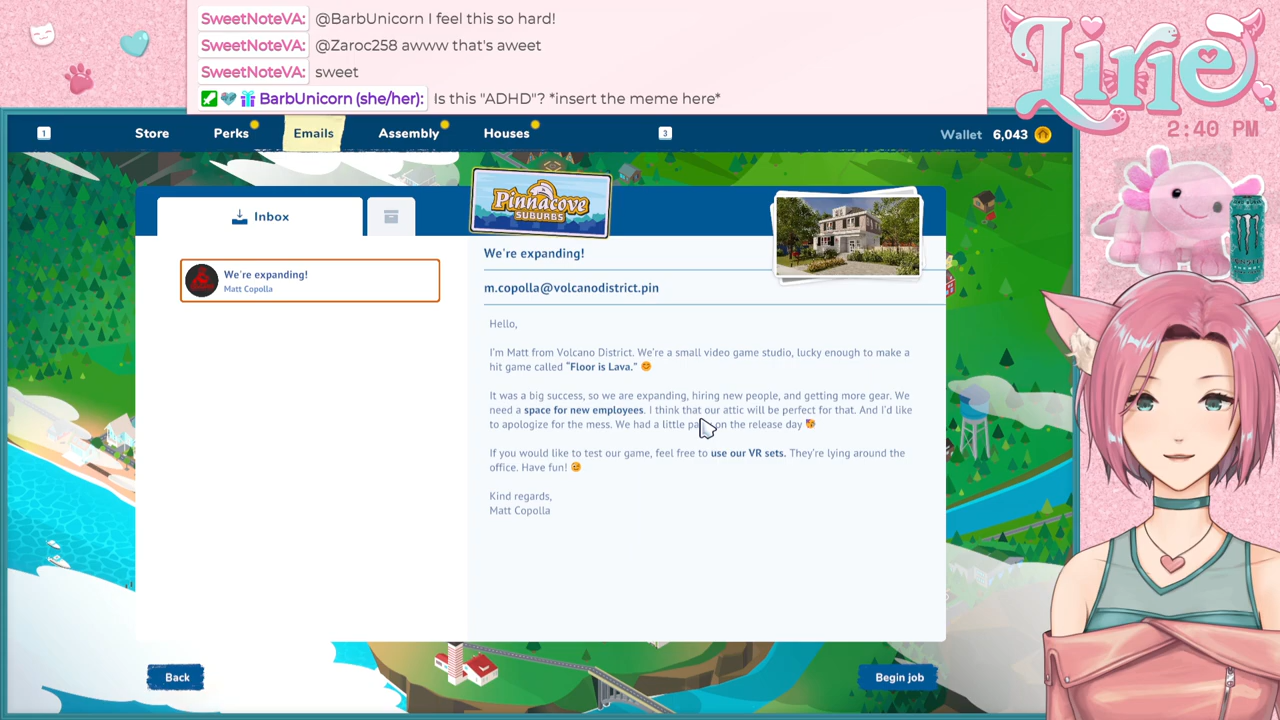 SweetNoteVA: @BarbUnicorn I feel this so hard!
SweetNoteVA: @Zaroc258 awww that's aweet
SweetNoteVA: sweet
BarbUnicorn (she/her): Is this "ADHD"? *insert the meme here*
Lirie
2:40 PM
1 Store Perks Emails Assembly Houses 3 Wallet 6,043
Inbox
Pinnacove
SUBURBS
We're expanding!
Matt Copolla
We're expanding!
m.copolla@volcanodistrict.pin
Hello,
I'm Matt from Volcano District. We're a small video game studio, lucky enough to make a
hit game called "Floor is Lava."
It was a big success, so we are expanding, hiring new people, and getting more gear. We
need a space for new employees. I think that our attic will be perfect for that. And I'd like
to apologize for the mess. We had a little on the release day
If you would like to test our game, feel free to use our VR sets. They're lying around the
office. Have fun!
Kind regards,
Matt Copolla
Back
Begin job